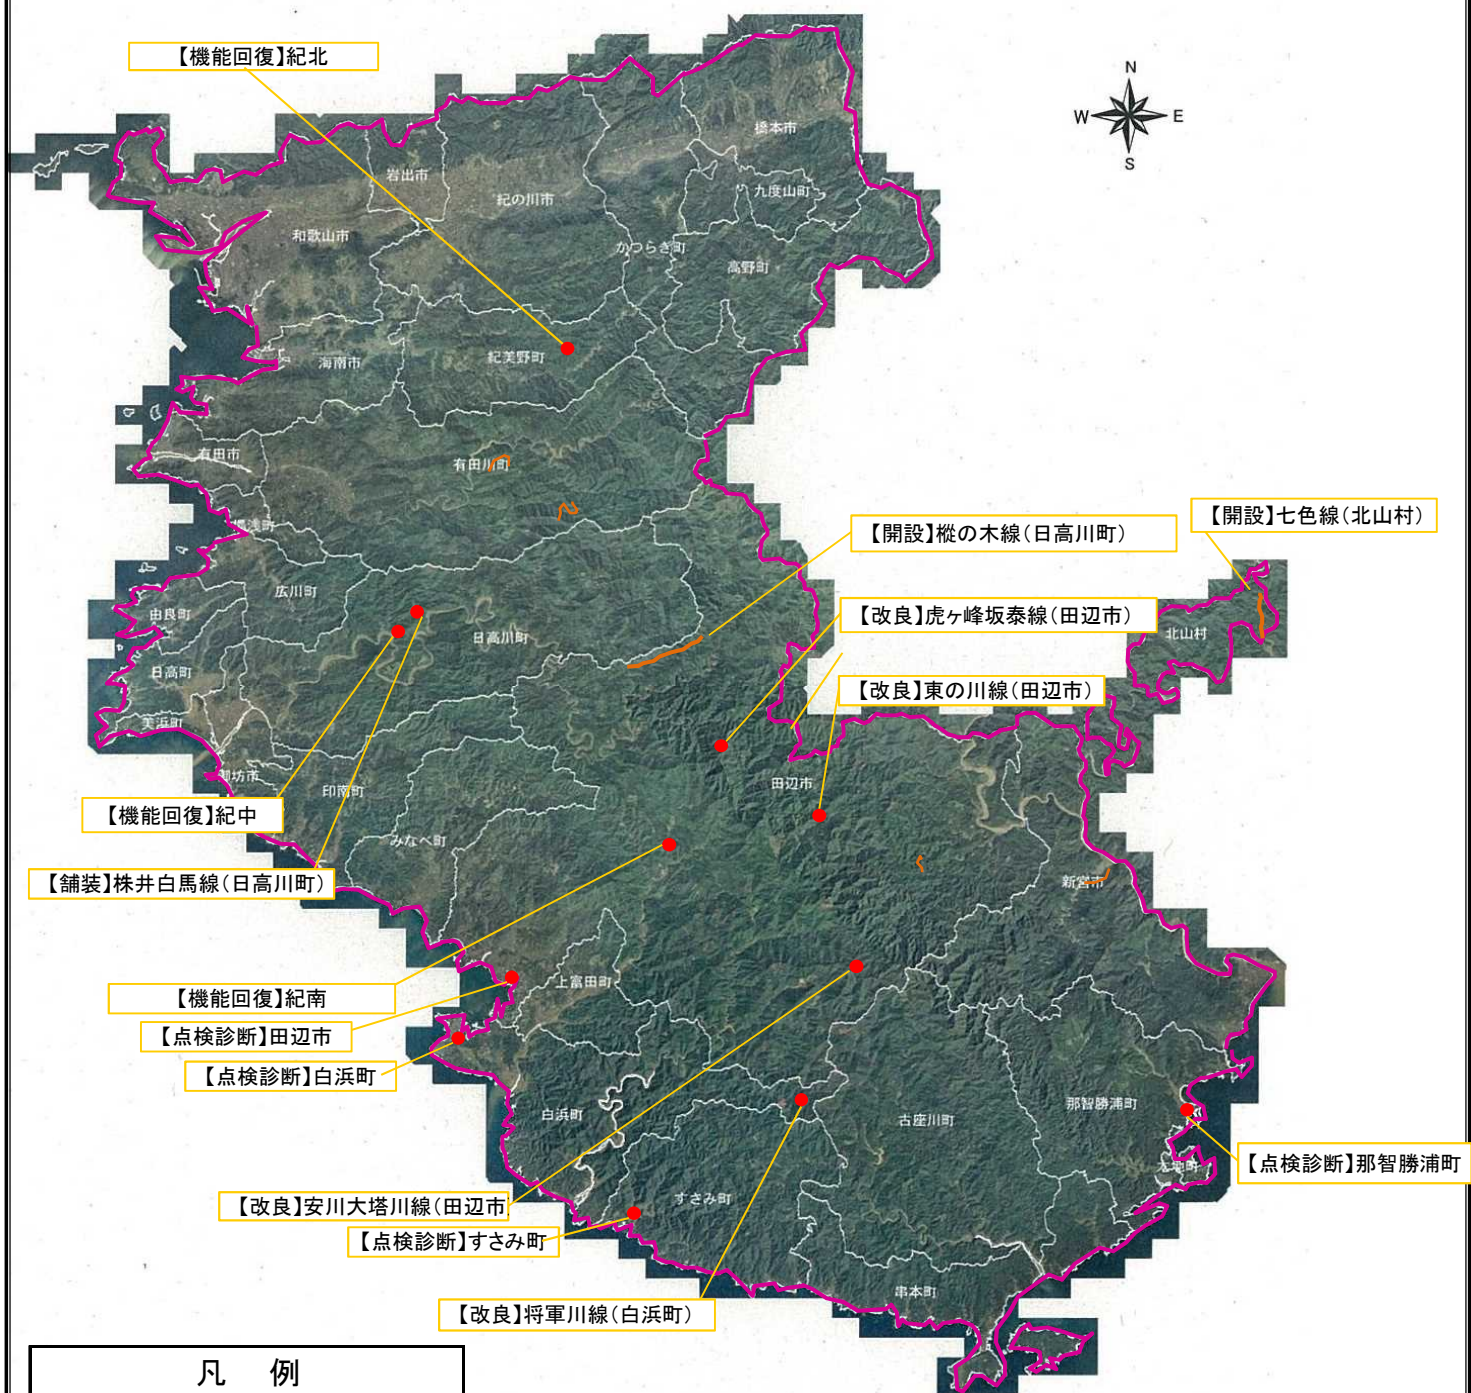 【機能回復】紀北
N
W
E
S
橋本市
岩出市
九度山町
紀の川市
和歌山市
かつらぎ町
高野町
海南市
紀美野町
有田市
有田川町
湯浅町
【開設】七色線(北山村)
【開設】樅の木線(日高川町)
広川町
由良町
【改良】虎ヶ峰坂泰線(田辺市)
日高川町
北山村
日高町
【改良】東の川線(田辺市)
美浜町
御坊市
田辺市
印南町
【機能回復】紀中
みなべ町
【舗装】株井白馬線(日高川町)
新宮市
上富田町
【機能回復】紀南
【点検診断】田辺市
【点検診断】白浜町
白浜町
那智勝浦町
古座川町
【点検診断】那智勝浦町
太地町
すさみ町
【改良】安川大塔川線(田辺市
【点検診断】すさみ町
串本町
【改良】将軍川線(白浜町)
凡 例